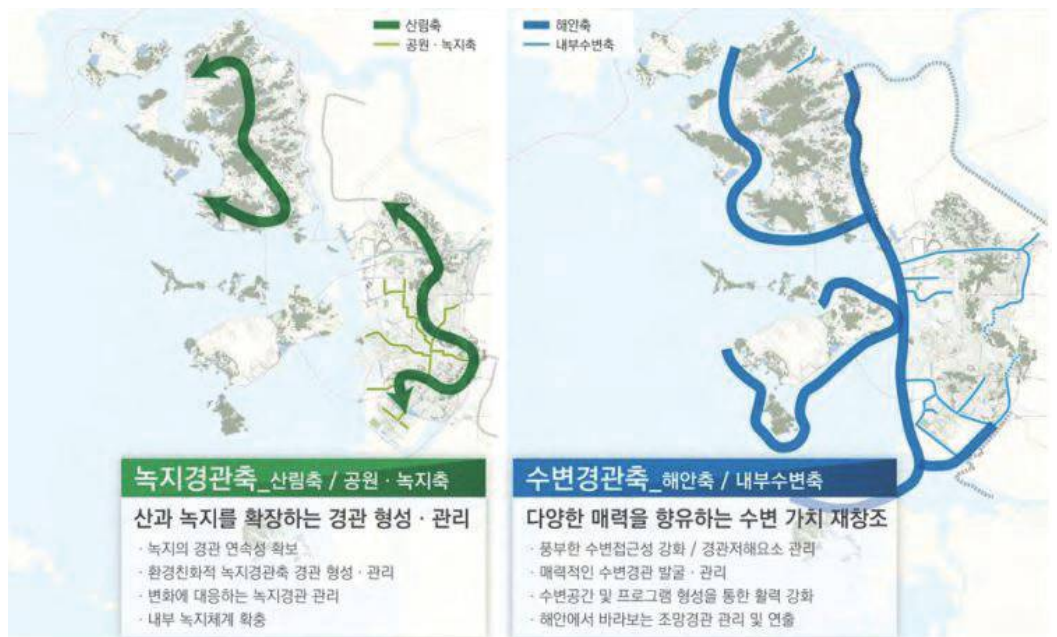 산림축
공원 · 녹지축
녹지경관축_산림축 / 공원 · 녹지축
산과 녹지를 확장하는 경관 형성 · 관리
· 녹지의 경관 연속성 확보
· 환경친화적 녹지경관축 경관 형성 · 관리
· 변화에 대응하는 녹지경관 관리
· 내부 녹지체계 확충
해안축
내부수변축
수변경관축_해안축 / 내부수변축
다양한 매력을 향유하는 수변 가치 재창조
· 풍부한 수변접근성 강화 / 경관저해요소 관리
· 매력적인 수변경관 발굴 · 관리
· 수변공간 및 프로그램 형성을 통한 활력 강화
· 해안에서 바라보는 조망경관 관리 및 연출